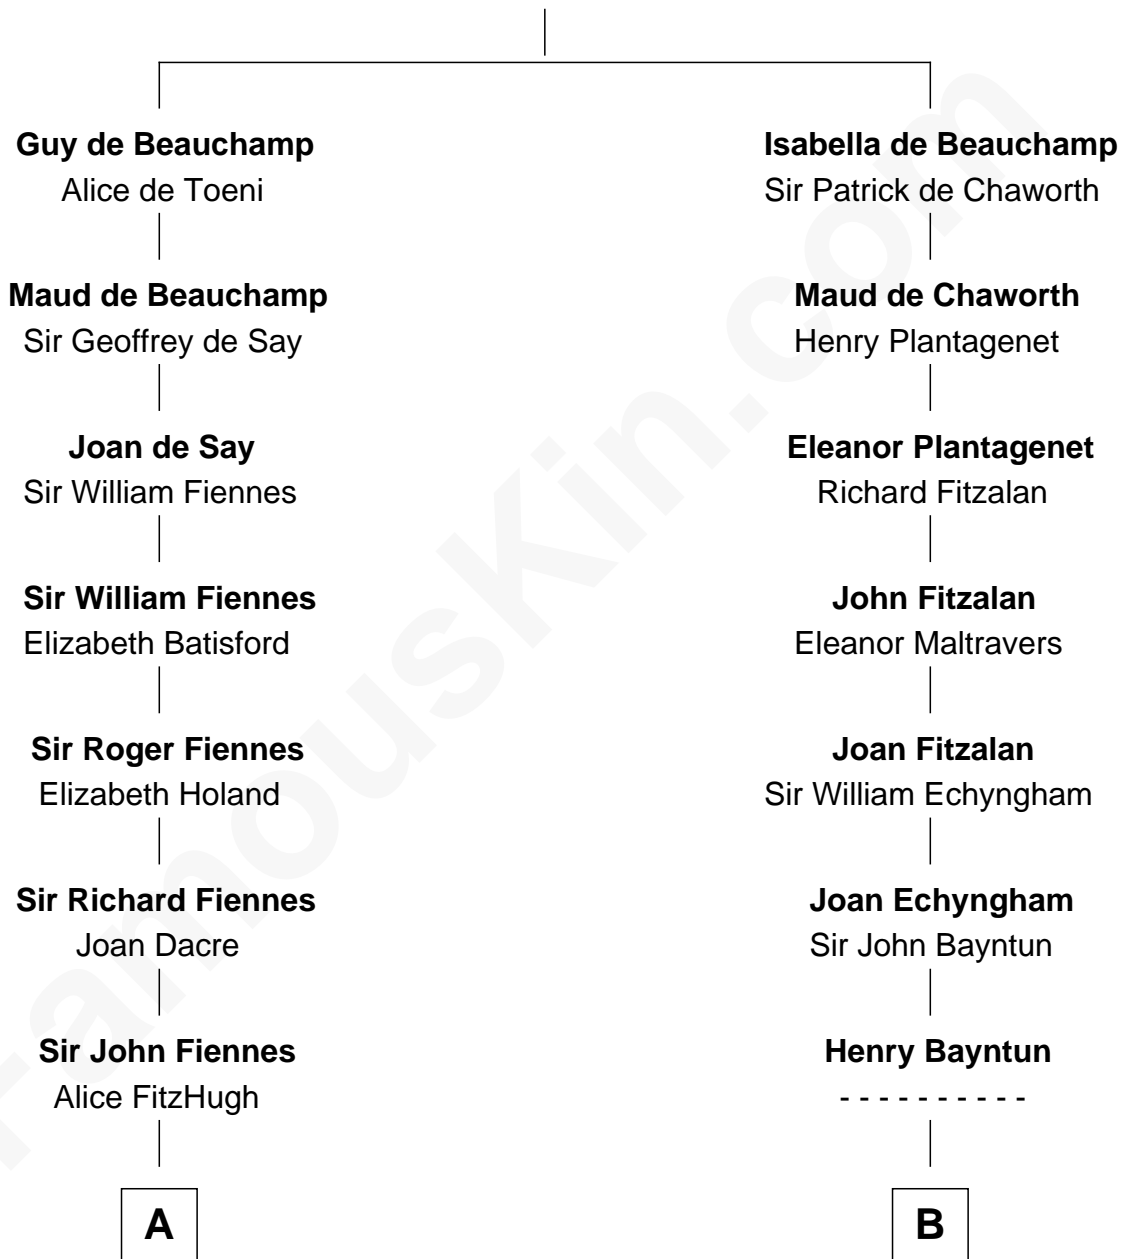 Guy de Beauchamp
Alice de Toeni
Isabella de Beauchamp
Sir Patrick de Chaworth
Maud de Beauchamp
Sir Geoffrey de Say
Maud de Chaworth
Henry Plantagenet
Joan de Say
Sir William Fiennes
Eleanor Plantagenet
Richard Fitzalan
Sir William Fiennes
Elizabeth Batisford
John Fitzalan
Eleanor Maltravers
Sir Roger Fiennes
Elizabeth Holand
Joan Fitzalan
Sir William Echyngham
Sir Richard Fiennes
Joan Dacre
Joan Echyngham
Sir John Bayntun
Sir John Fiennes
Alice FitzHugh
Henry Bayntun
- - - - - - - - - -
A
B
FamousKin.com